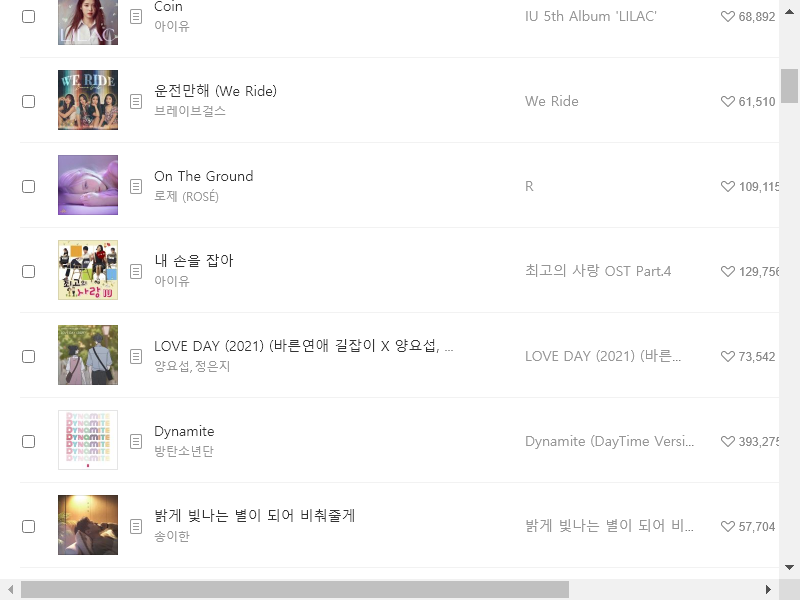 Coin
아이유
IU 5th Album 'LILAC'
68,892
LILAC
WE RIDE
운전만해 (We Ride)
브레이브걸스
We Ride
61,510
On The Ground
로제 (ROSÉ)
R
109,115
최고의 사랑 IU
내 손을 잡아
아이유
최고의 사랑 OST Part.4
129,756
LOVE DAY (2021) (바른연애 길잡이 X 양요섭, ...
양요섭, 정은지
LOVE DAY (2021) (바른...
73,542
DYNAMITE
DYNAMITE
DYNAMITE
DYNAMITE
DYNAMITE
DYNAMITE
DYNAMITE
Dynamite
방탄소년단
Dynamite (DayTime Versi...
393,275
밝게 빛나는 별이 되어 비춰줄게
송이한
밝게 빛나는 별이 되어 비...
57,704